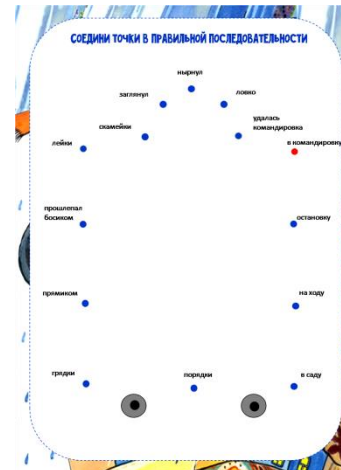 СОЕДИНИ ТОЧКИ В ПРАВИЛЬНОЙ ПОСЛЕДОВАТЕЛЬНОСТИ
нырнул
заглянул
ловко
скамейки
удалась
командировка
лейки
в командировку
прошлепал
босиком
остановку
прямиком
на ходу
грядки
порядки
в саду